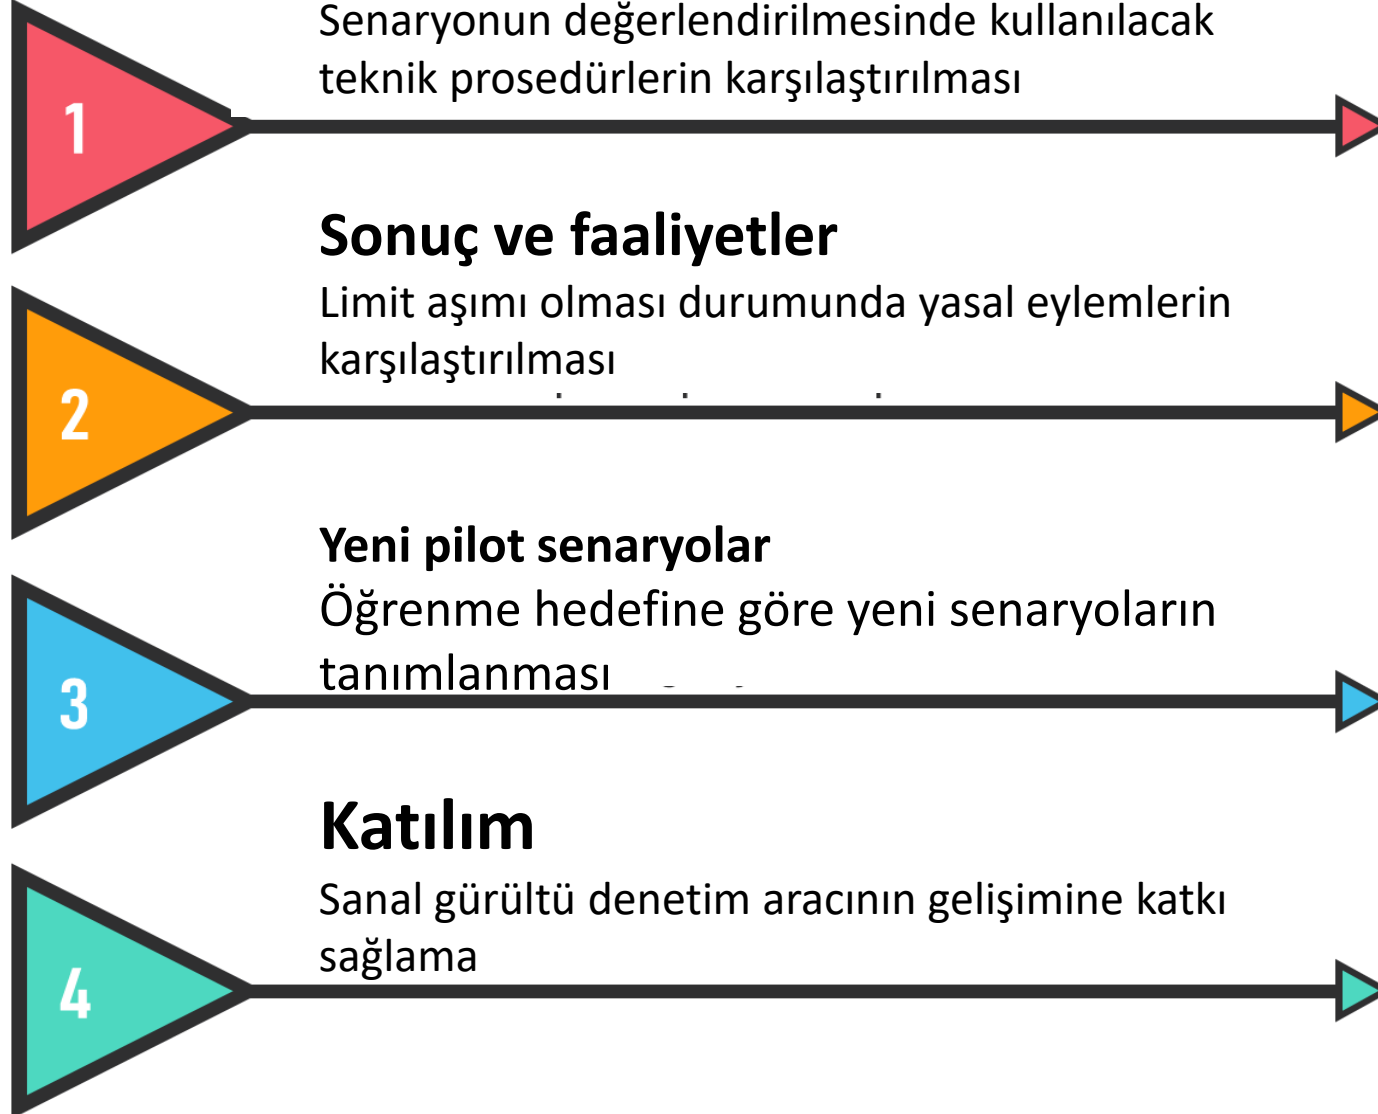 Senaryonun değerlendirilmesinde kullanılacak
teknik prosedürlerin karşılaştırılması
1
Sonuç ve faaliyetler
Limit aşımı olması durumunda yasal eylemlerin
karşılaştırılması
2
Yeni pilot senaryolar
Öğrenme hedefine göre yeni senaryoların
tanımlanması
3
Katılım
Sanal gürültü denetim aracının gelişimine katkı
sağlama
4